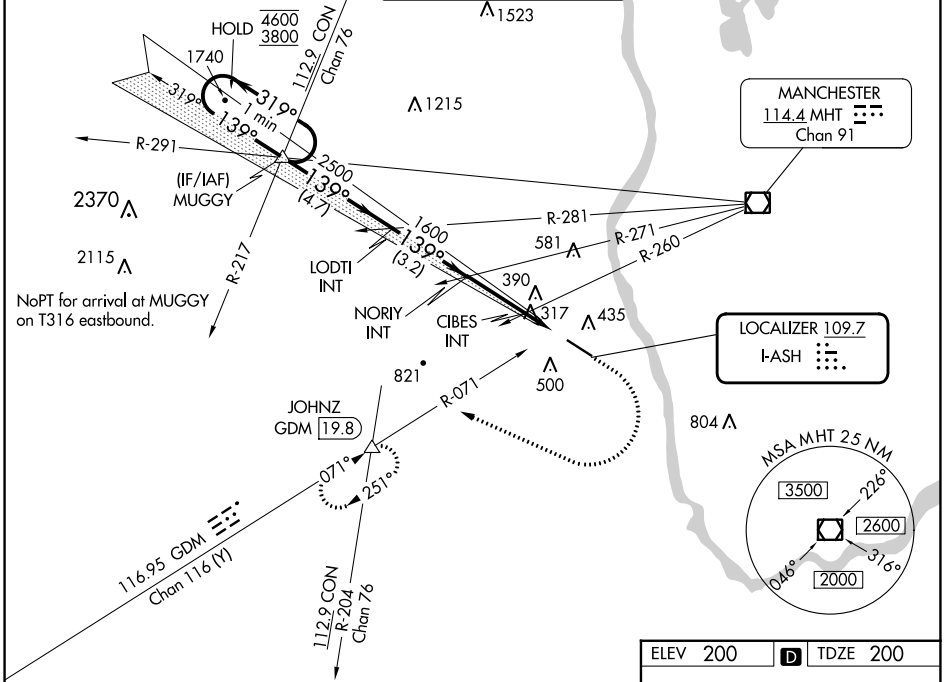 1523
HOLD
4600
3800
1740
112.9 CON
Chan 76
319°
319°
1 min
139°
1215
MANCHESTER
114.4 MHT
Chan 91
R-291
2500
139°
(4.7)
(IF/IAF)
MUGGY
2370
R-281
1600
139°
(3.2)
R-271
581
R-260
2115
R-217
LODTI
INT
390
NoPT for arrival at MUGGY
on T316 eastbound.
NORIY
INT
CIBES
INT
317
435
LOCALIZER 109.7
I-ASH
500
821
R-071
JOHNZ
GDM 19.8
804
071°
251°
MSA MHT 25 NM
3500
226°
2600
046°
316°
2000
116.95 GDM
Chan 116 (Y)
112.9 CON
R-204
Chan 76
ELEV 200
D
TDZE 200